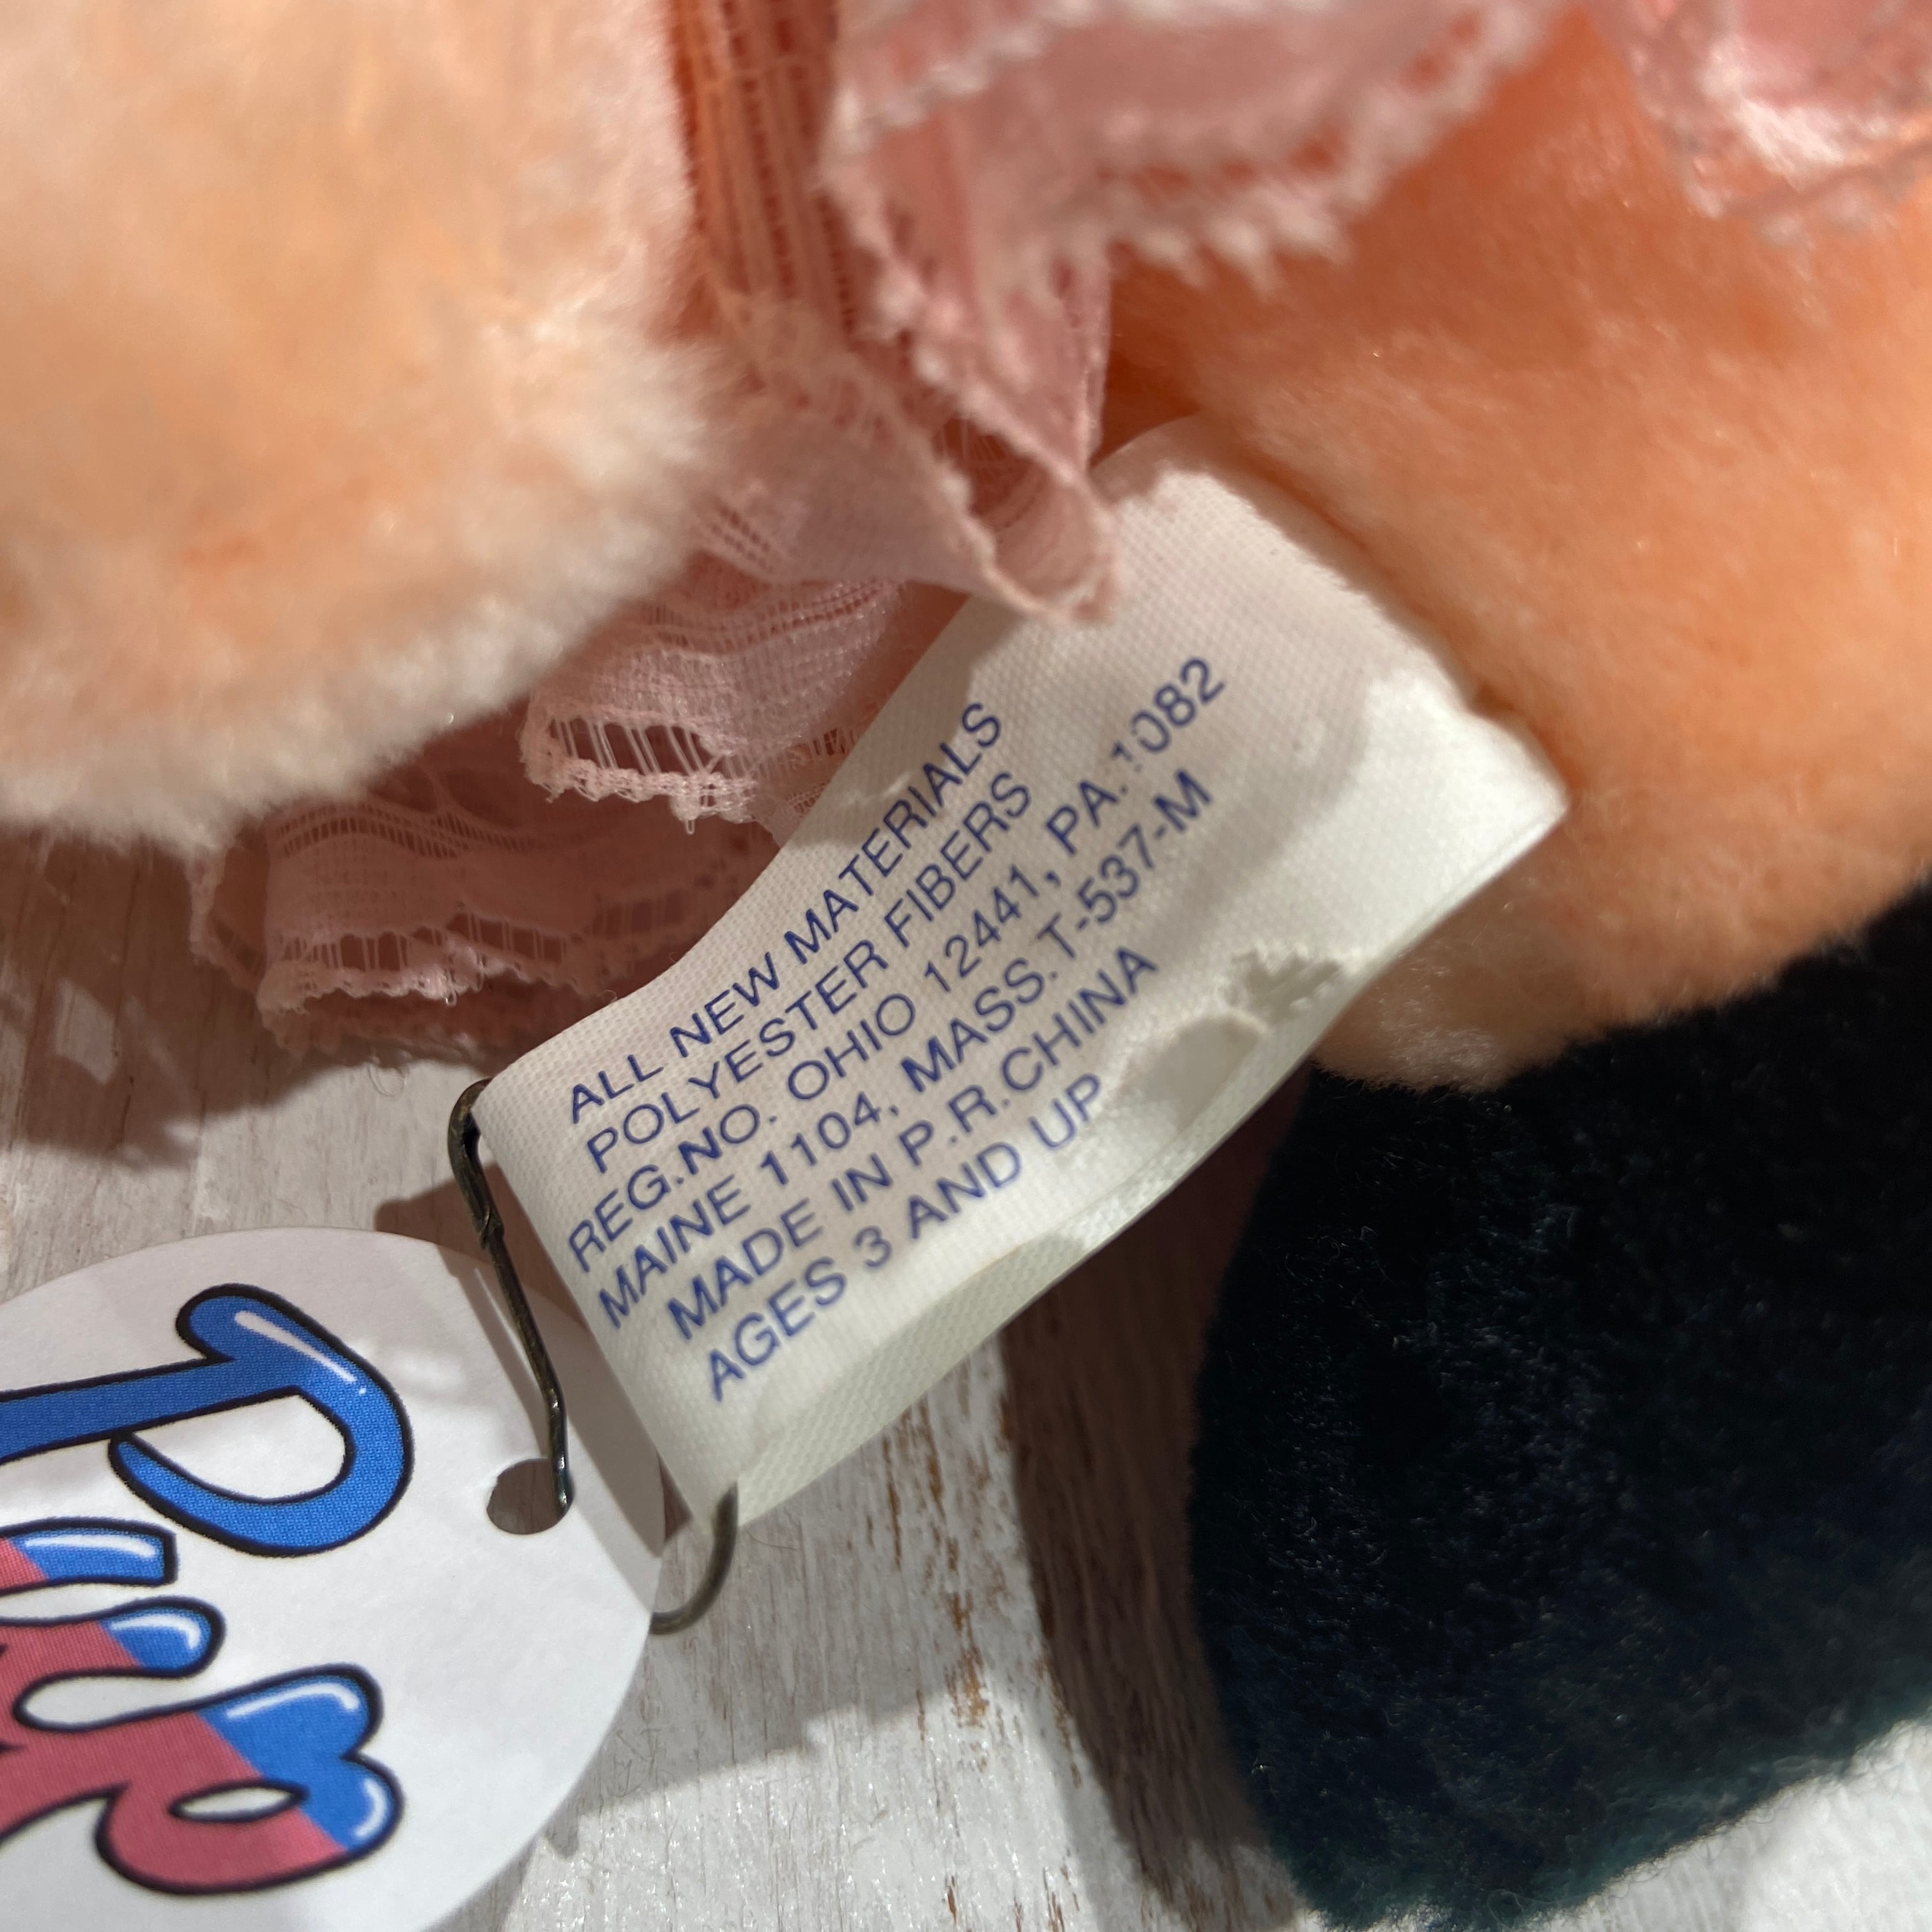 ALL NEW MATERIALS
POLYESTER FIBERS
REG.NO. OHIO 12441, PA.1082
MAINE 1104, MASS.T-537-M
MADE IN P.R.CHINA
AGES 3 AND UP